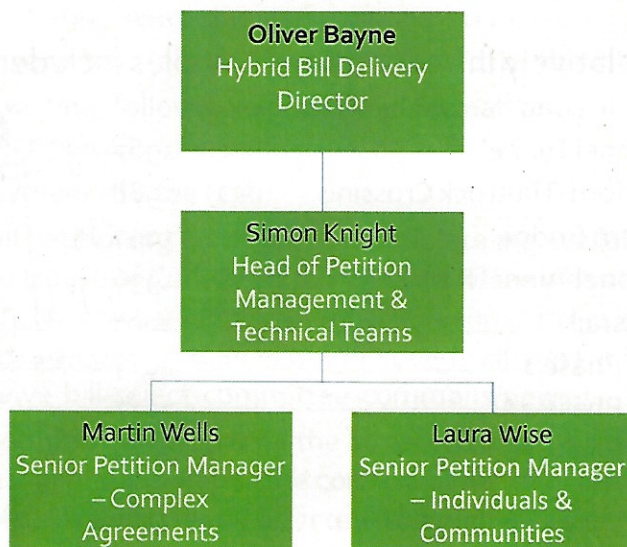 Oliver Bayne
Hybrid Bill Delivery
Director
Simon Knight
Head of Petition
Management &
Technical Teams
Martin Wells
Senior Petition Manager
– Complex
Agreements
Laura Wise
Senior Petition Manager
– Individuals &
Communities